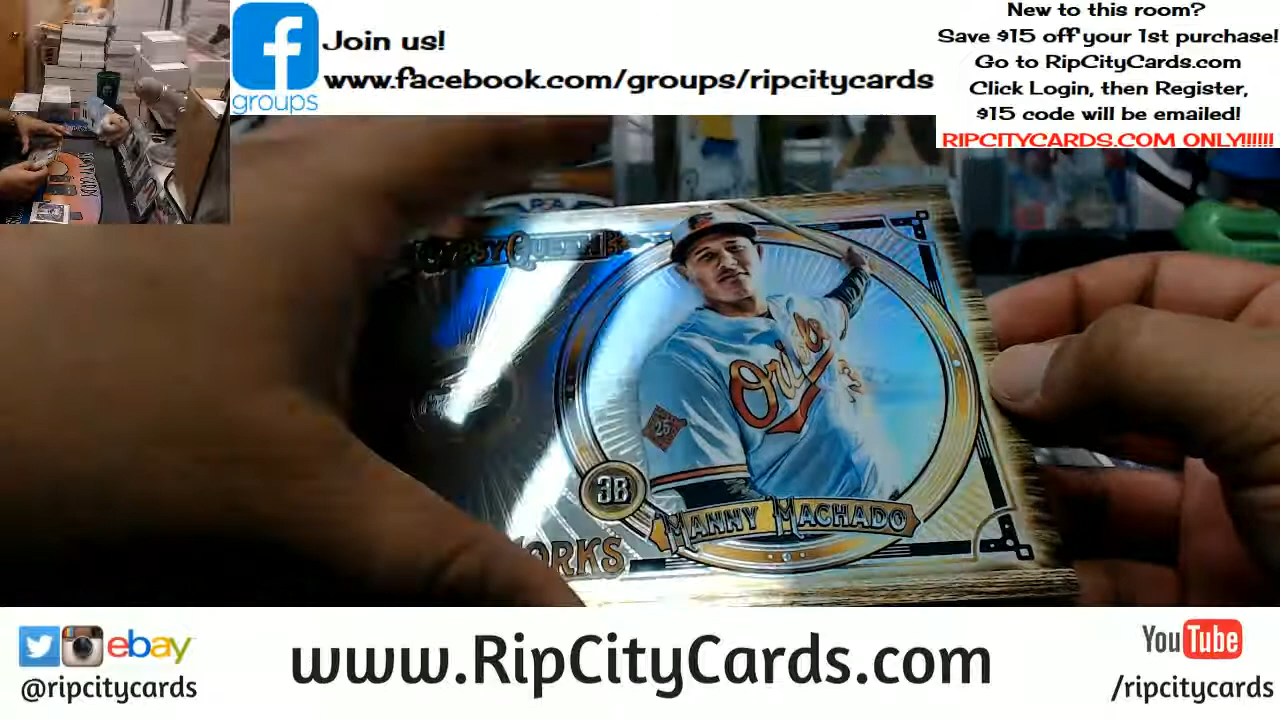 f
groups
Join us!
www.facebook.com/groups/ripcitycards
New to this room?
Save $15 off your 1st purchase!
Go to RipCityCards.com
Click Login, then Register,
$15 code will be emailed!
RIPCITYCARDS.COM ONLY!!!!!!
GYPSY QUEEN
Orioles
25
3B
MANNY MACHADO
ebay
@ripcitycards
www.RipCityCards.com
YouTube
/ripcitycards